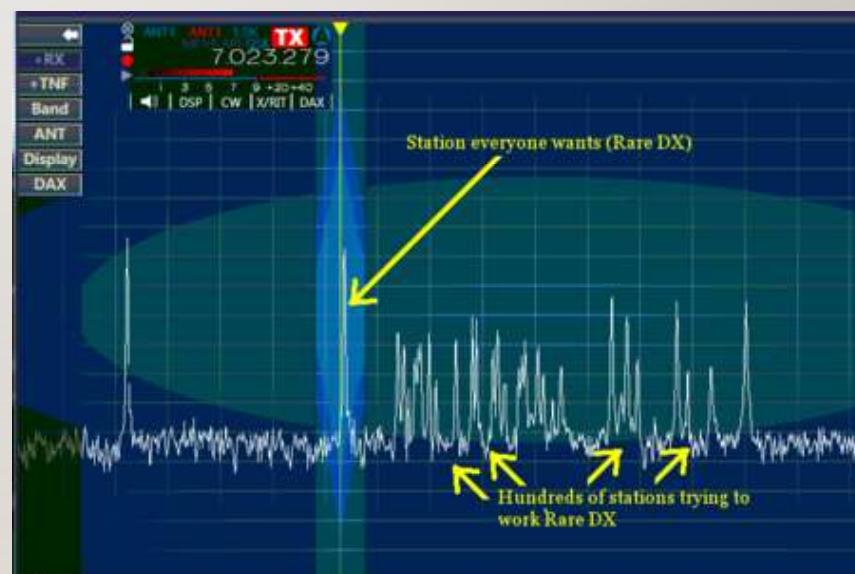 ANT1 ANT1 TX
7.023.279
+RX
+TNF
Band
ANT
Display
DAX
1 3 5 7 9 +20 +40
DSP CW X/RIT DAX
Station everyone wants (Rare DX)
Hundreds of stations trying to
work Rare DX